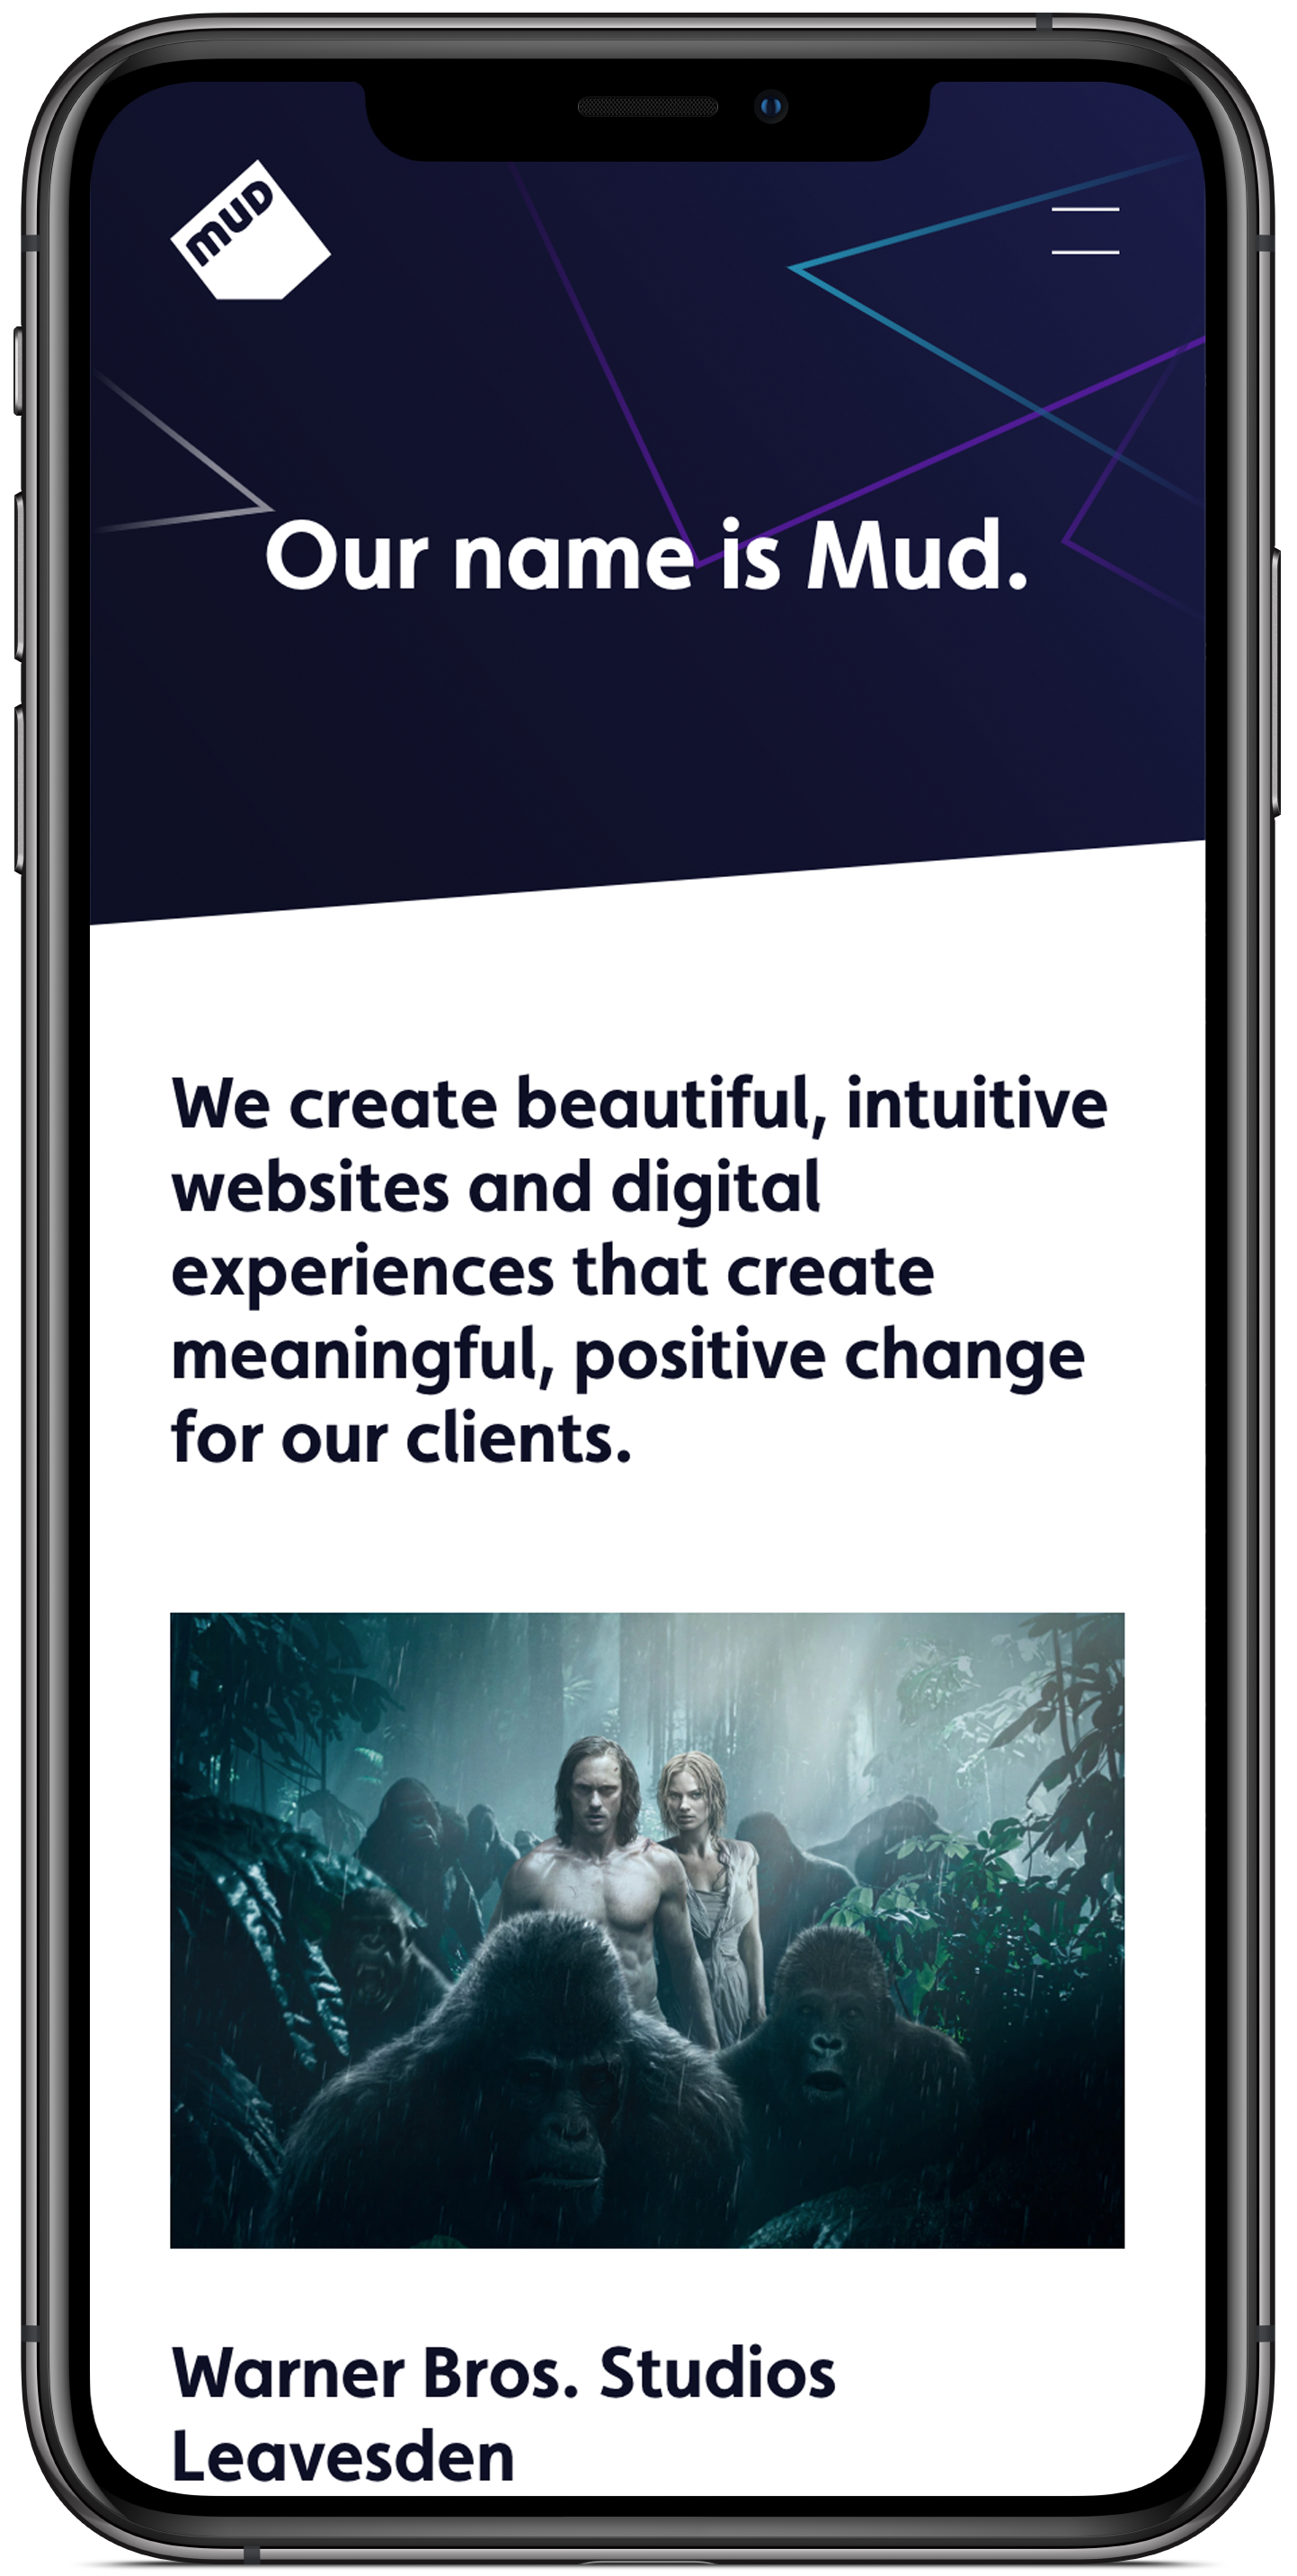 mud
Our name is Mud.
We create beautiful, intuitive
websites and digital
experiences that create
meaningful, positive change
for our clients.
Warner Bros. Studios
Leavesden